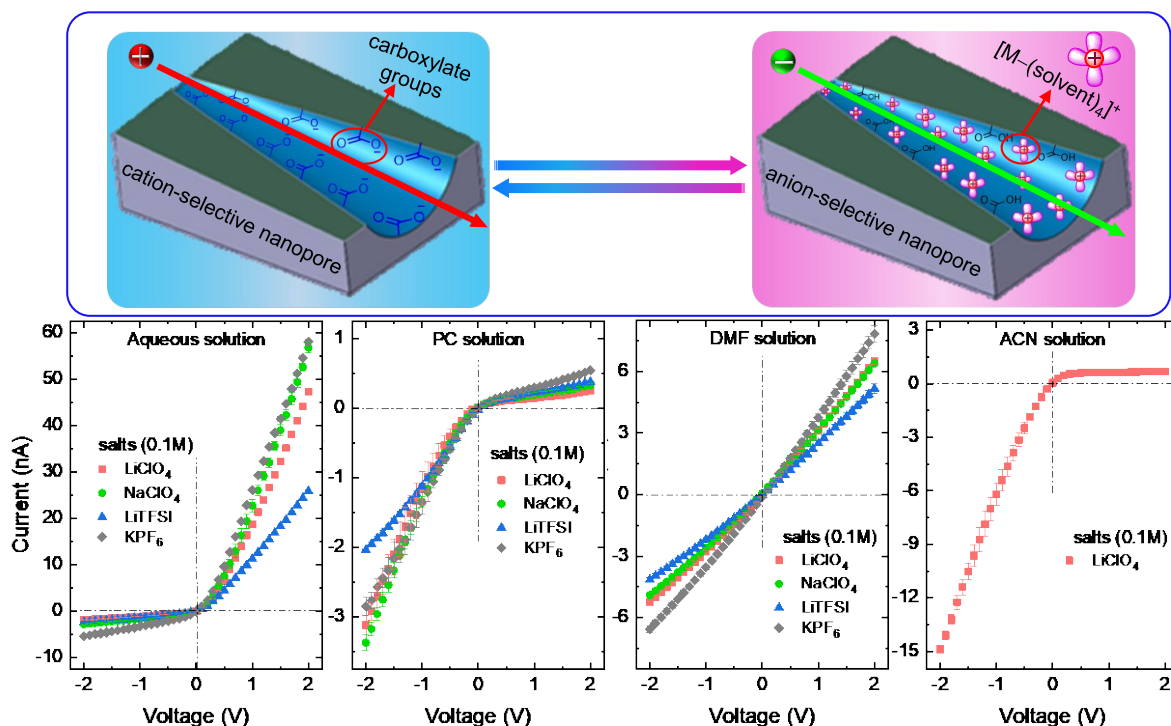 carboxylate
groups
cation-selective nanopore
[M–(solvent)₄]⁺
anion-selective nanopore
Current (nA)
Aqueous solution
60
50
40
30
20
10
0
-10
salts (0.1M)
LiClO₄
NaClO₄
LiTFSI
KPF₆
-2 -1 0 1 2
Voltage (V)
PC solution
1
0
-1
-2
-3
salts (0.1M)
LiClO₄
NaClO₄
LiTFSI
KPF₆
-2 -1 0 1 2
Voltage (V)
DMF solution
6
3
0
-3
-6
salts (0.1M)
LiClO₄
NaClO₄
LiTFSI
KPF₆
-2 -1 0 1 2
Voltage (V)
ACN solution
3
0
-3
-6
-9
-12
-15
salts (0.1M)
LiClO₄
-2 -1 0 1 2
Voltage (V)